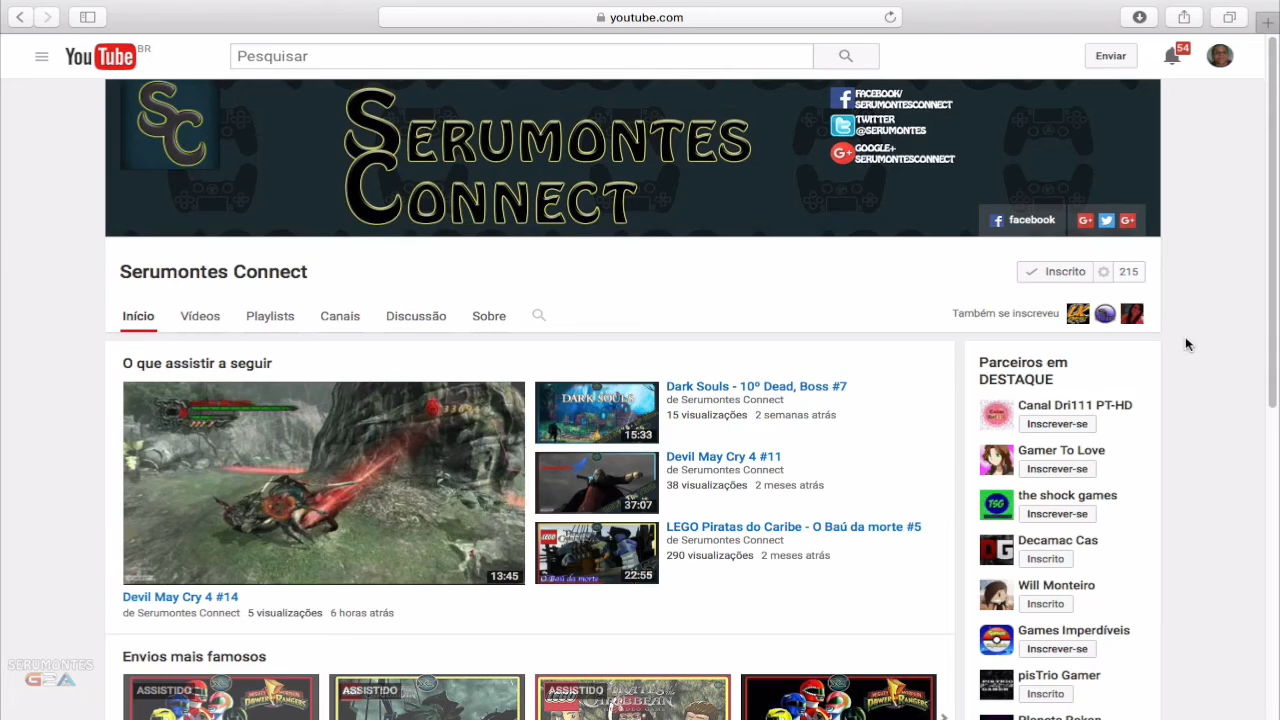 youtube.com
YouTube BR
Pesquisar
Enviar
54
SC
SERUMONTES
CONNECT
FACEBOOK/
SERUMONTESCONNECT
TWITTER
@SERUMONTES
GOOGLE+
SERUMONTESCONNECT
facebook
Serumontes Connect
Inscrito 215
Início Vídeos Playlists Canais Discussão Sobre
Também se inscreveu
O que assistir a seguir
13:45
Devil May Cry 4 #14
de Serumontes Connect 5 visualizações 6 horas atrás
DARK SOULS
15:33
Dark Souls - 10º Dead, Boss #7
de Serumontes Connect
15 visualizações 2 semanas atrás
37:07
Devil May Cry 4 #11
de Serumontes Connect
38 visualizações 2 meses atrás
LEGO
O Baú da morte
22:55
LEGO Piratas do Caribe - O Baú da morte #5
de Serumontes Connect
290 visualizações 2 meses atrás
Parceiros em
DESTAQUE
Canal Dri111 PT-HD
Inscrever-se
Gamer To Love
Inscrever-se
TSG
the shock games
Inscrever-se
Decamac Cas
Inscrito
Will Monteiro
Inscrito
Games Imperdíveis
Inscrever-se
pisTrio Gamer
Inscrito
Envios mais famosos
ASSISTIDO
ASSISTIDO
ASSISTIDO
SERUMONTES